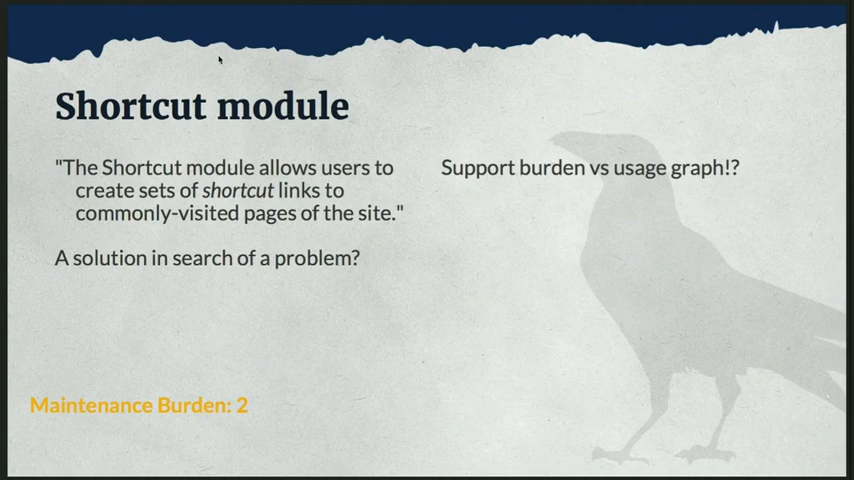 Shortcut module
"The Shortcut module allows users to
create sets of shortcut links to
commonly-visited pages of the site."
A solution in search of a problem?
Support burden vs usage graph!?
Maintenance Burden: 2